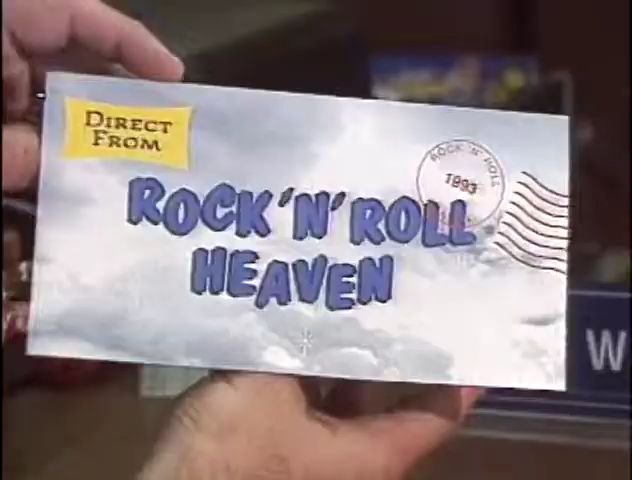 DIRECT
FROM
ROCK 'N' ROLL
1993
ROCK 'N' ROLL
HEAVEN
W